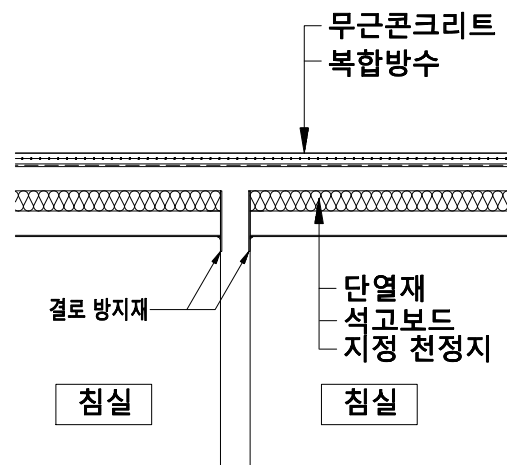 무근콘크리트
복합방수
결로 방지재
단열재
석고보드
지정 천정지
침실
침실